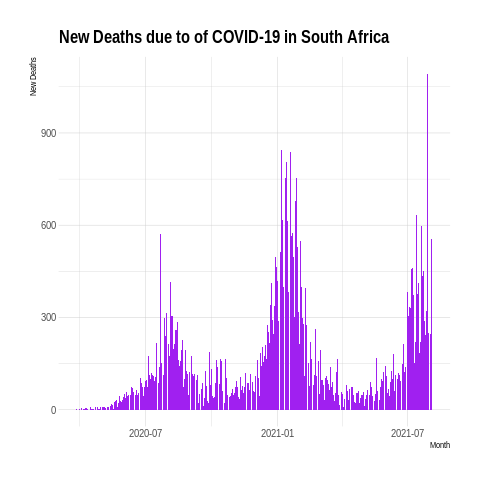 New Deaths due to of COVID-19 in South Africa
New Deaths
900
600
300
0
2020-07 2021-01 2021-07
Month